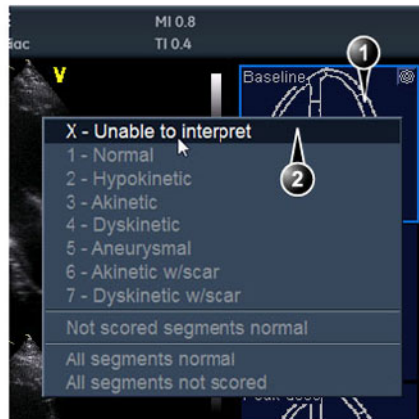 MI 0.8
TI 0.4
V
Baseline
1
X - Unable to interpret
2
1 - Normal
2 - Hypokinetic
3 - Akinetic
4 - Dyskinetic
5 - Aneurysmal
6 - Akinetic w/scar
7 - Dyskinetic w/scar
Not scored segments normal
All segments normal
All segments not scored